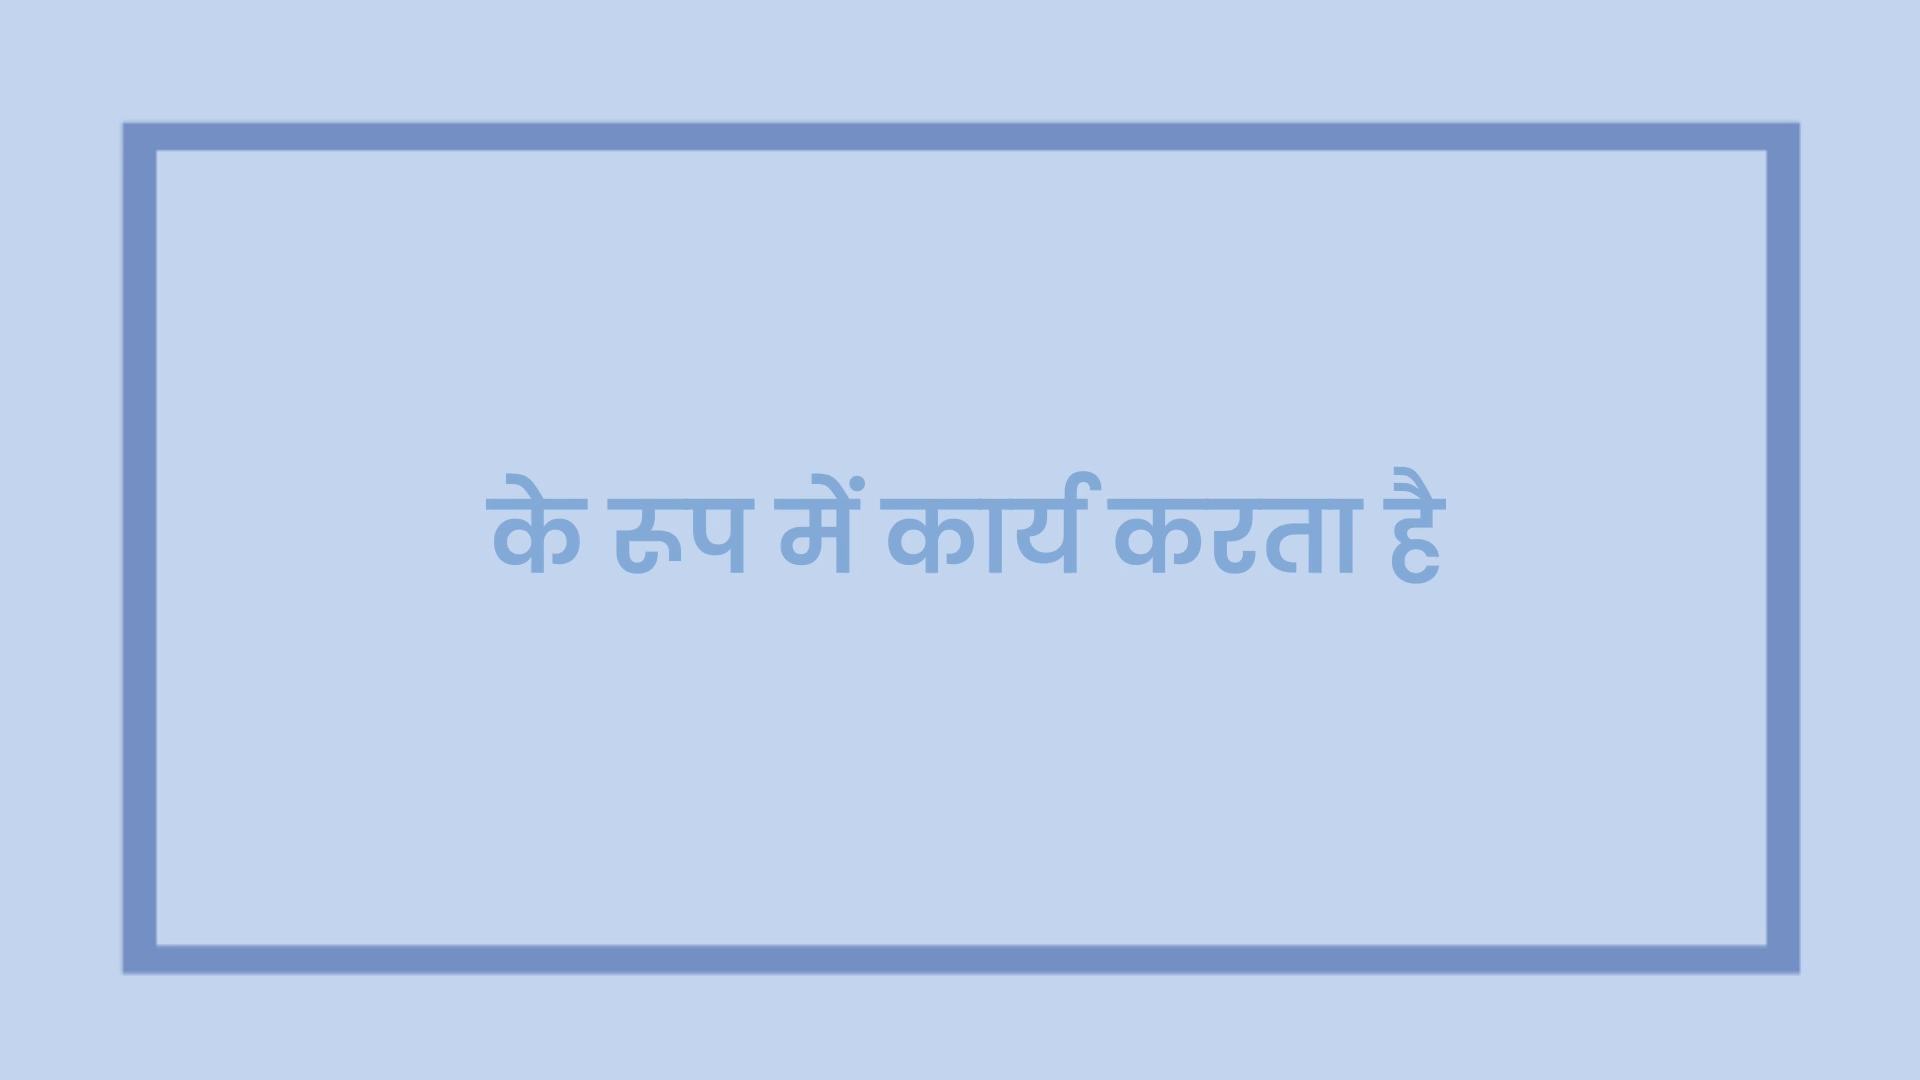 के रूप में कार्य करता है